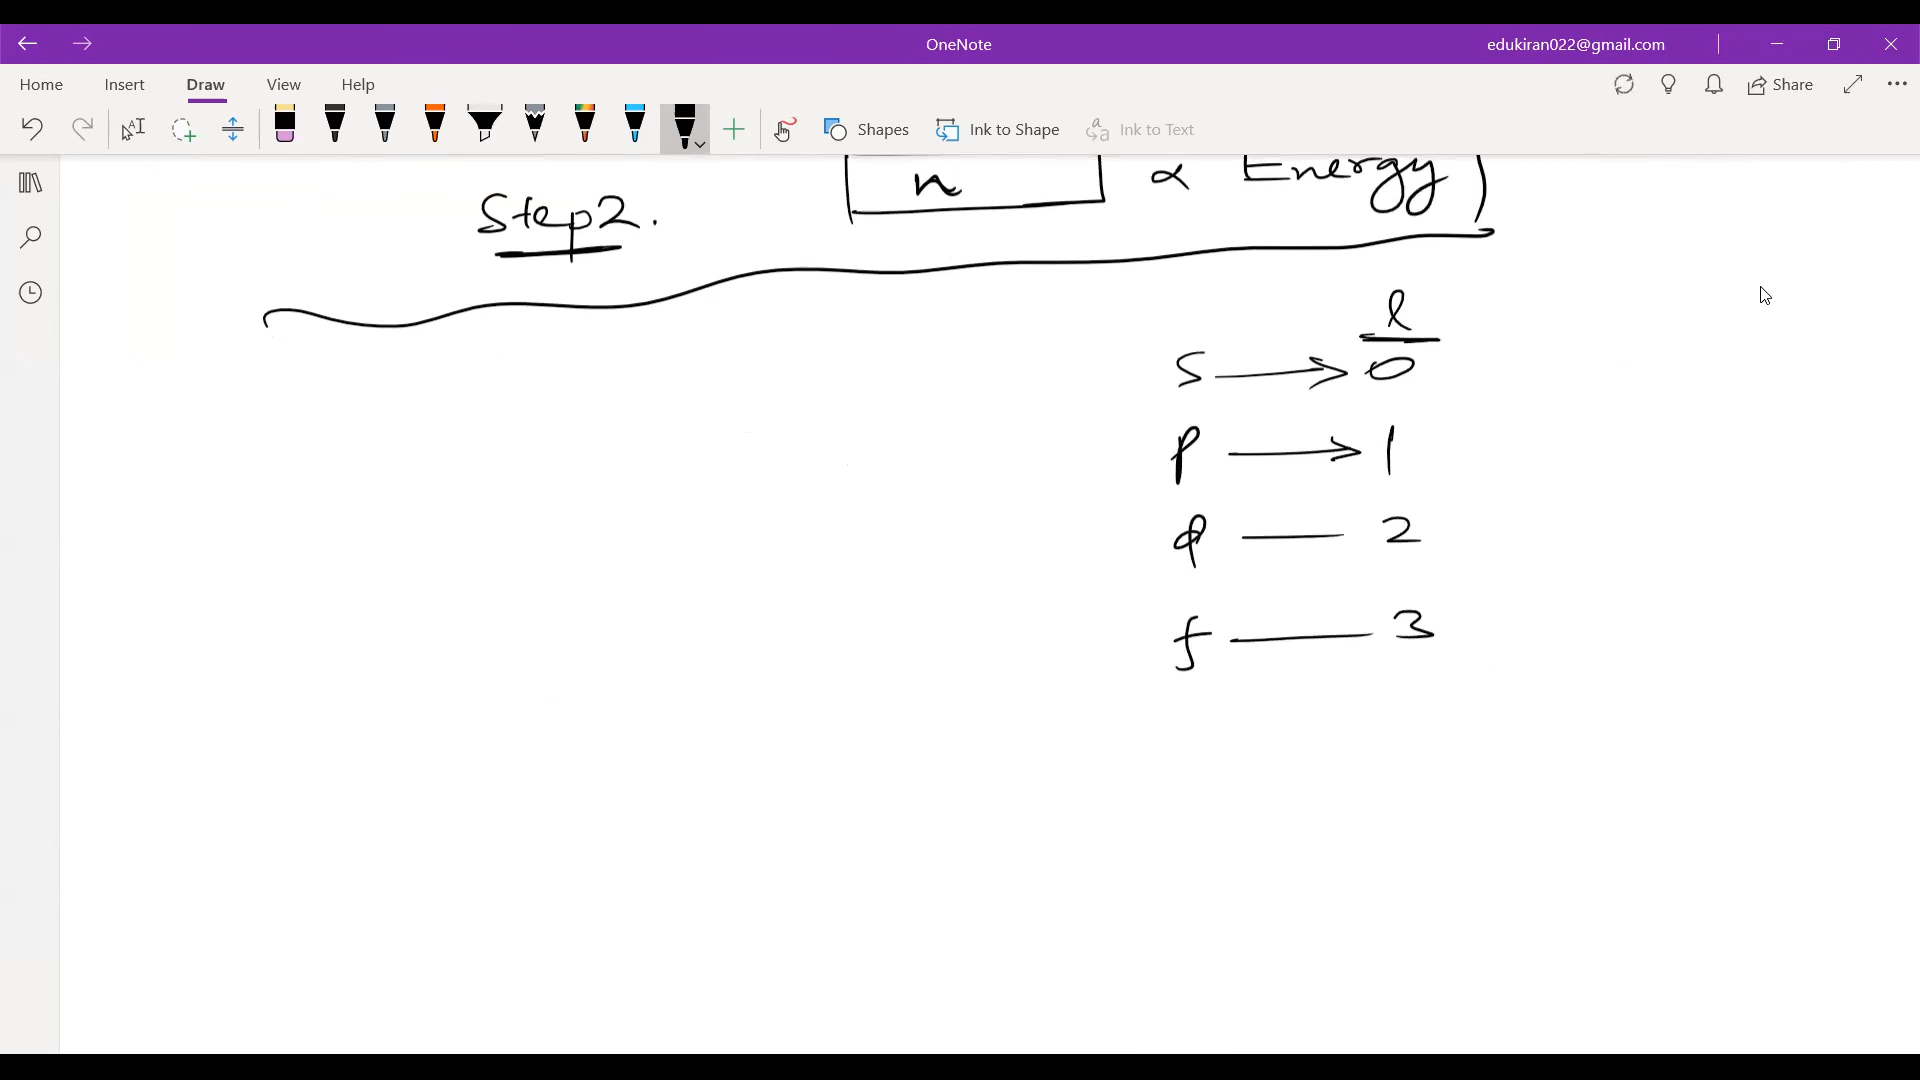 OneNote
edukiran022@gmail.com
Home Insert Draw View Help
Share
Shapes Ink to Shape Ink to Text
n ∝ Energy
Step2.
l
s → 0
p → 1
d — 2
f — 3